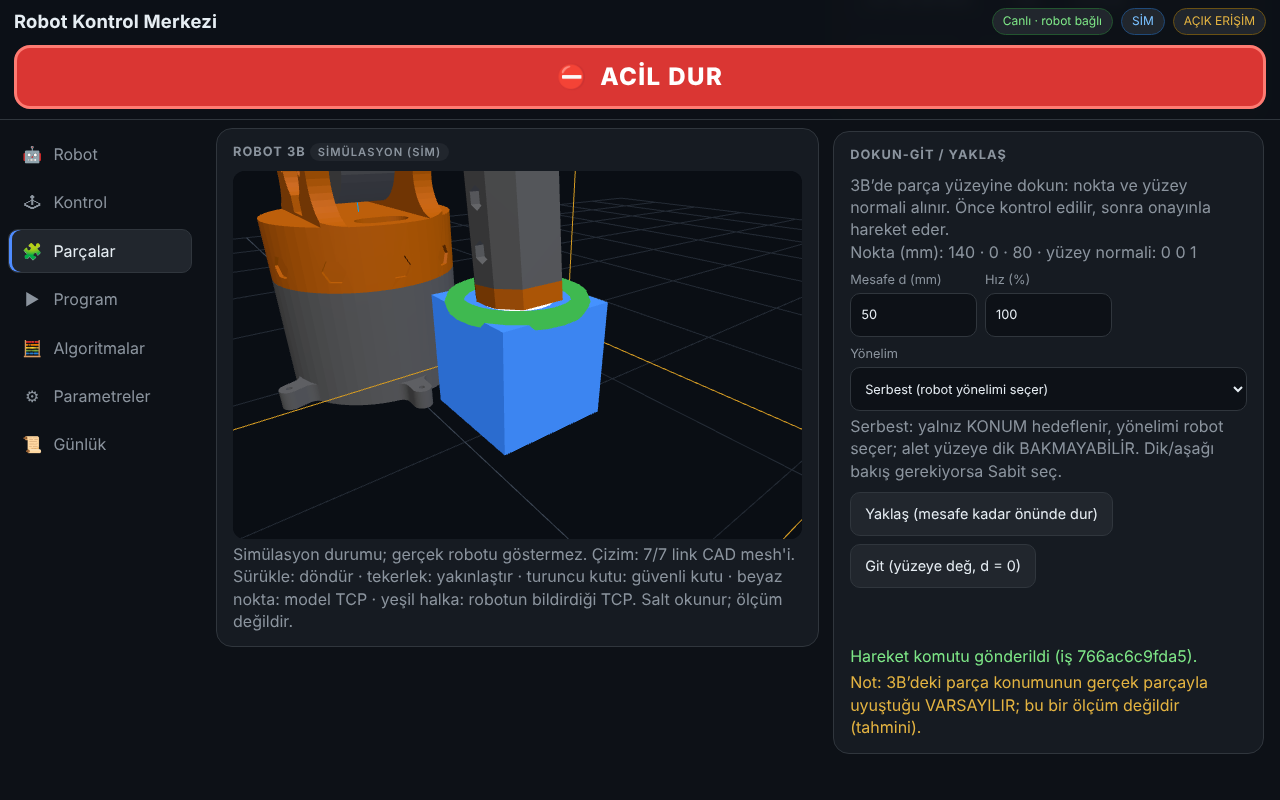 Robot Kontrol Merkezi
Canlı · robot bağlı
SİM
AÇIK ERİŞİM
ACİL DUR
Robot
Kontrol
Parçalar
Program
Algoritmalar
Parametreler
Günlük
ROBOT 3B
SİMÜLASYON (SİM)
Simülasyon durumu; gerçek robotu göstermez. Çizim: 7/7 link CAD mesh'i.
Sürükle: döndür · tekerlek: yakınlaştır · turuncu kutu: güvenli kutu · beyaz
nokta: model TCP · yeşil halka: robotun bildirdiği TCP. Salt okunur; ölçüm
değildir.
DOKUN-GİT / YAKLAŞ
3B’de parça yüzeyine dokun: nokta ve yüzey
normali alınır. Önce kontrol edilir, sonra onayınla
hareket eder.
Nokta (mm): 140 · 0 · 80 · yüzey normali: 0 0 1
Mesafe d (mm)
Hız (%)
50
100
Yönelim
Serbest (robot yönelimi seçer)
Serbest: yalnız KONUM hedeflenir, yönelimi robot
seçer; alet yüzeye dik BAKMAYABİLİR. Dik/aşağı
bakış gerekiyorsa Sabit seç.
Yaklaş (mesafe kadar önünde dur)
Git (yüzeye değ, d = 0)
Hareket komutu gönderildi (iş 766ac6c9fda5).
Not: 3B’deki parça konumunun gerçek parçayla
uyuştuğu VARSAYILIR; bu bir ölçüm değildir
(tahmini).